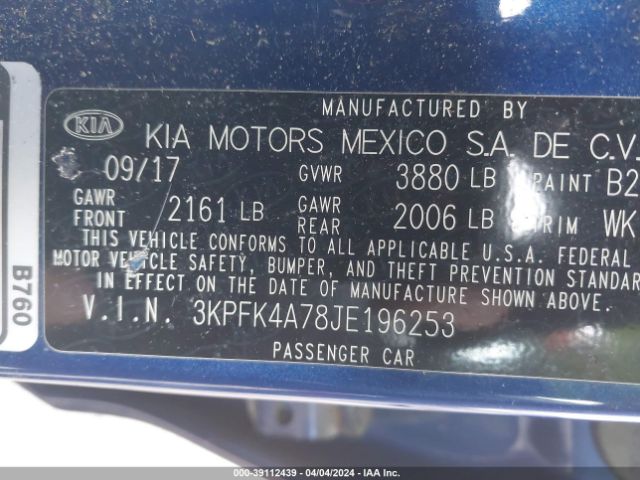 MANUFACTURED BY
KIA KIA MOTORS MEXICO S.A. DE C.V.
09/17 GVWR 3880 LB PAINT B2
GAWR FRONT 2161 LB GAWR REAR 2006 LB TRIM WK
THIS VEHICLE CONFORMS TO ALL APPLICABLE U.S.A. FEDERAL
MOTOR VEHICLE SAFETY, BUMPER, AND THEFT PREVENTION STANDAR
IN EFFECT ON THE DATE OF MANUFACTURE SHOWN ABOVE.
V.I.N. 3KPFK4A78JE196253
PASSENGER CAR
B760
000-39112439 - 04/04/2024 - IAAI.COM